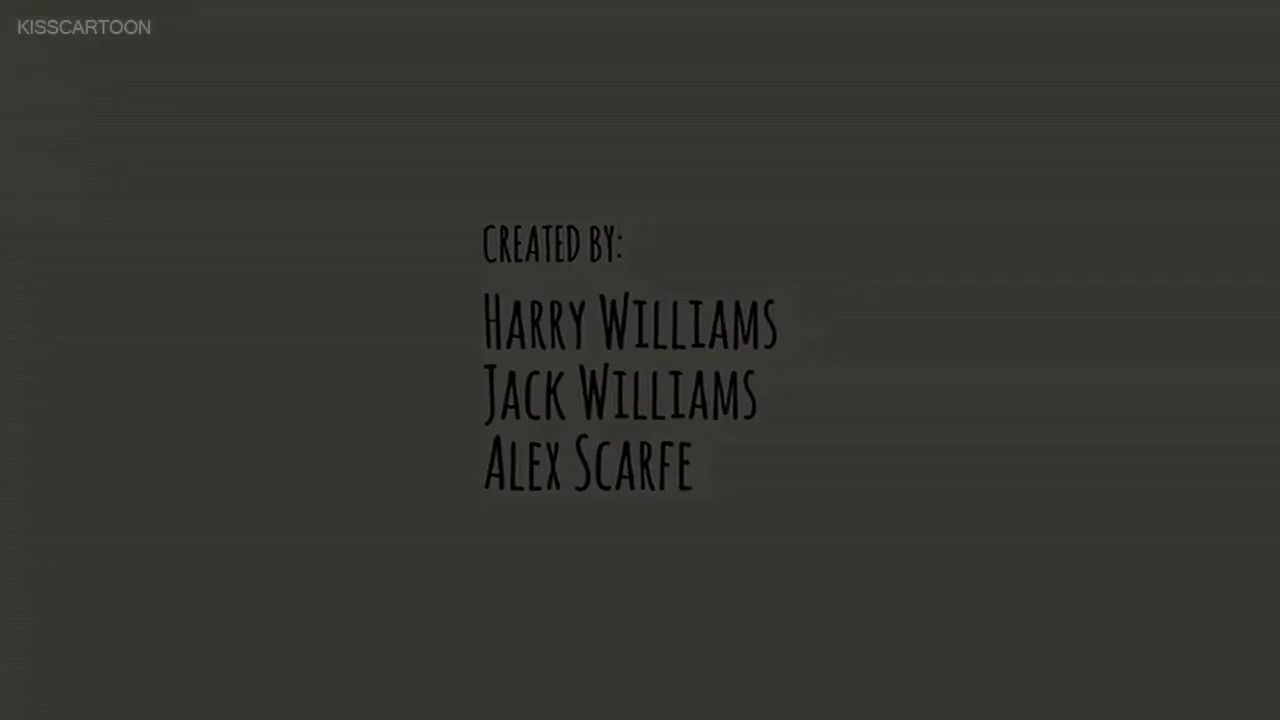 KISSCARTOON
CREATED BY:
HARRY WILLIAMS
JACK WILLIAMS
ALEX SCARFE